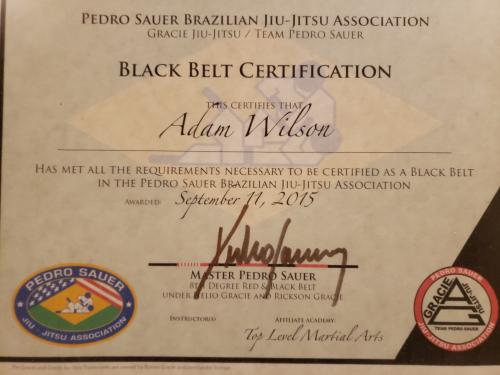 PEDRO SAUER BRAZILIAN JIU-JITSU ASSOCIATION
GRACIE JIU-JITSU / TEAM PEDRO SAUER
BLACK BELT CERTIFICATION
THIS CERTIFIES THAT
Adam Wilson
HAS MET ALL THE REQUIREMENTS NECESSARY TO BE CERTIFIED AS A BLACK BELT
IN THE PEDRO SAUER BRAZILIAN JIU-JITSU ASSOCIATION
AWARDED: September 11, 2015
MASTER PEDRO SAUER
8TH DEGREE RED & BLACK BELT
UNDER HELIO GRACIE AND RICKSON GRACIE
INSTRUCTOR(S):
AFFILIATE ACADEMY:
Top Level Martial Arts
PEDRO SAUER
JIU - JITSU ASSOCIATION
GRACIE JIU-JITSU
TEAM PEDRO SAUER